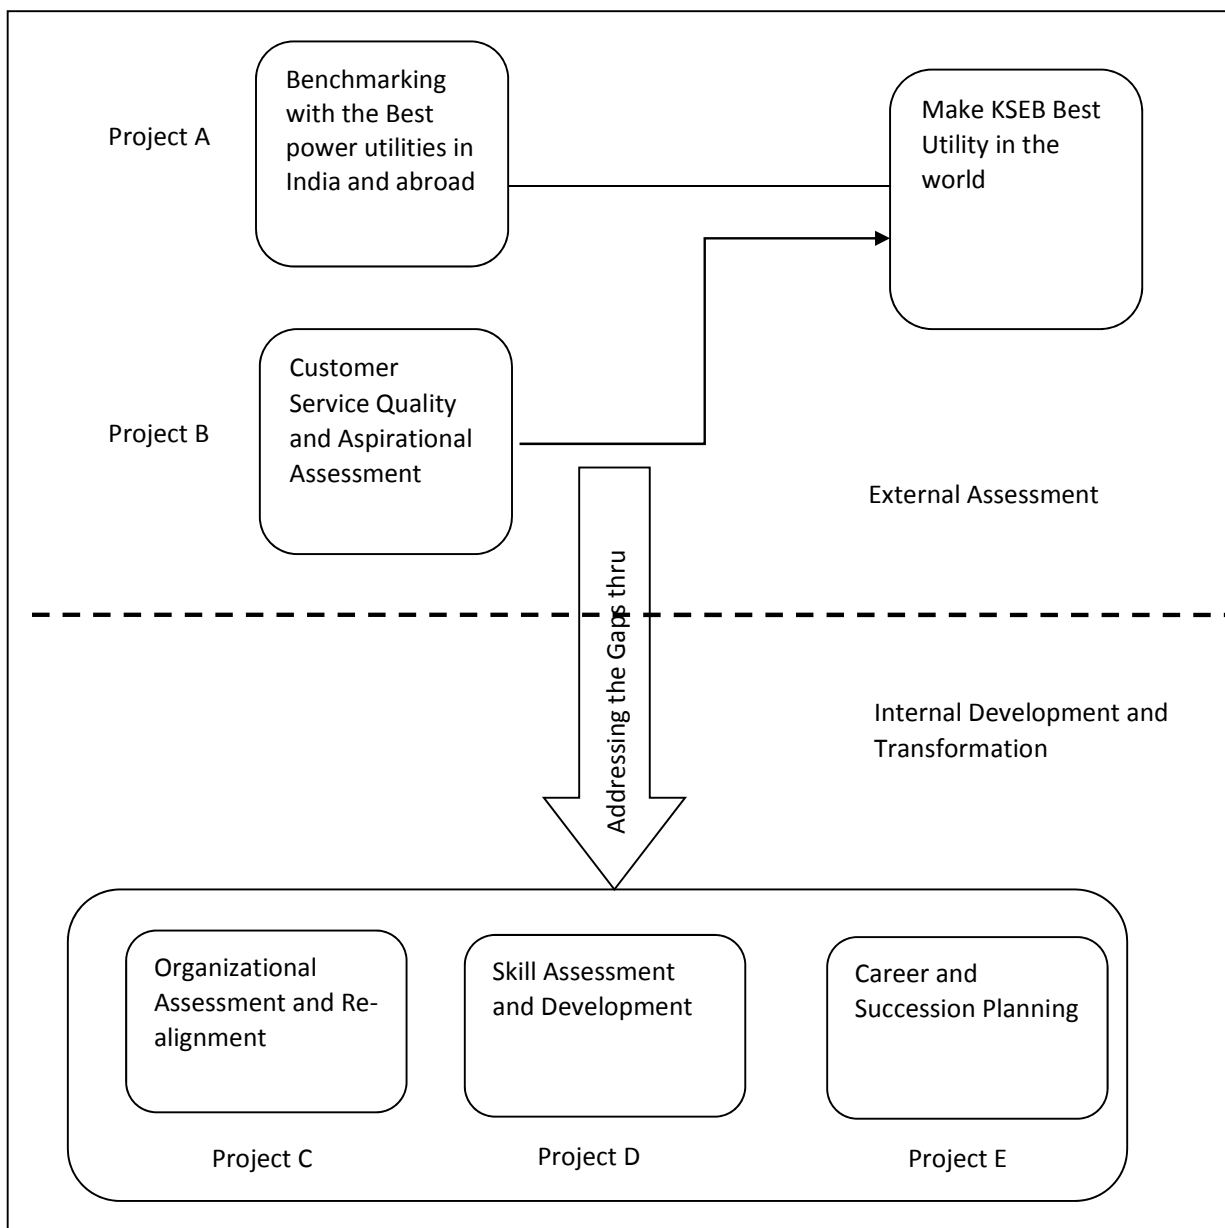 Project A
Benchmarking
with the Best
power utilities in
India and abroad
Make KSEB Best
Utility in the
world
Project B
Customer
Service Quality
and Aspirational
Assessment
External Assessment
Addressing the Gaps thru
Internal Development and
Transformation
Organizational
Assessment and Re-
alignment
Skill Assessment
and Development
Career and
Succession Planning
Project C
Project D
Project E